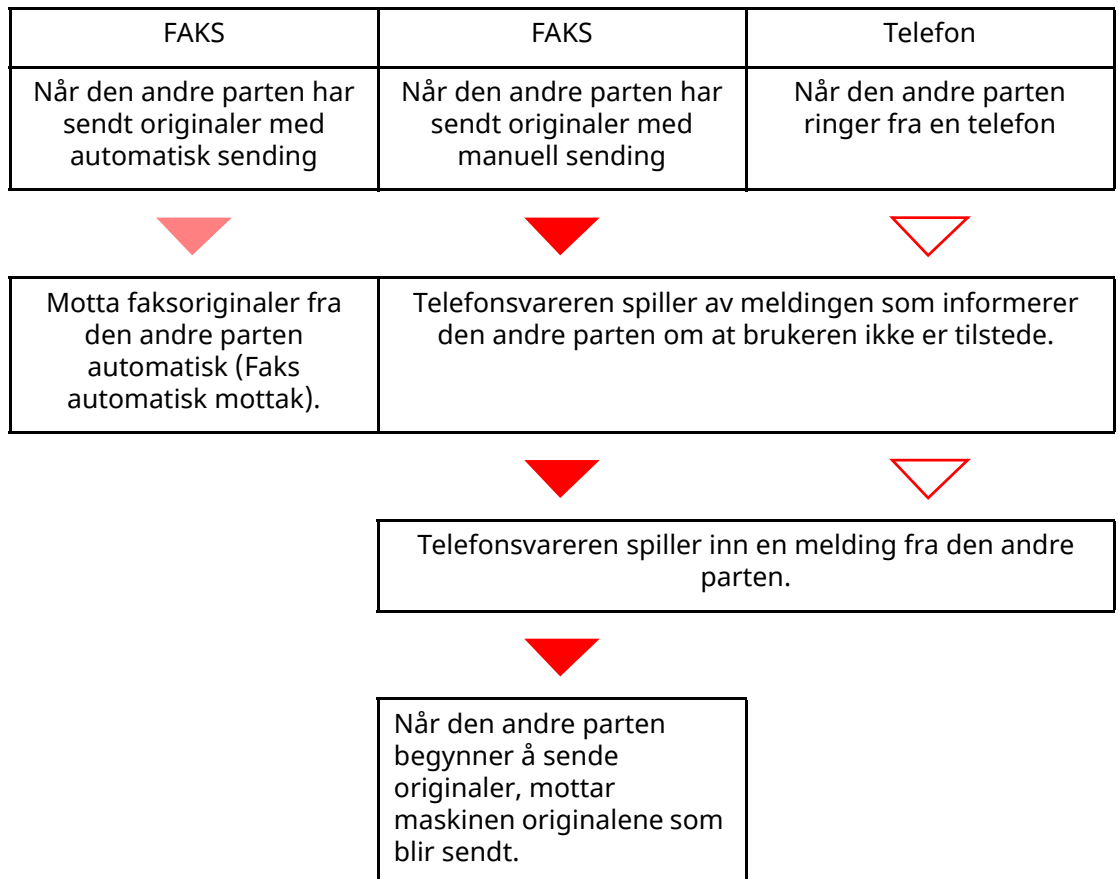 FAKS
FAKS
Telefon
Når den andre parten har
sendt originaler med
automatisk sending
Når den andre parten har
sendt originaler med
manuell sending
Når den andre parten
ringer fra en telefon
Motta faksoriginaler fra
den andre parten
automatisk (Faks
automatisk mottak).
Telefonsvareren spiller av meldingen som informerer
den andre parten om at brukeren ikke er tilstede.
Telefonsvareren spiller inn en melding fra den andre
parten.
Når den andre parten
begynner å sende
originaler, mottar
maskinen originalene som
blir sendt.